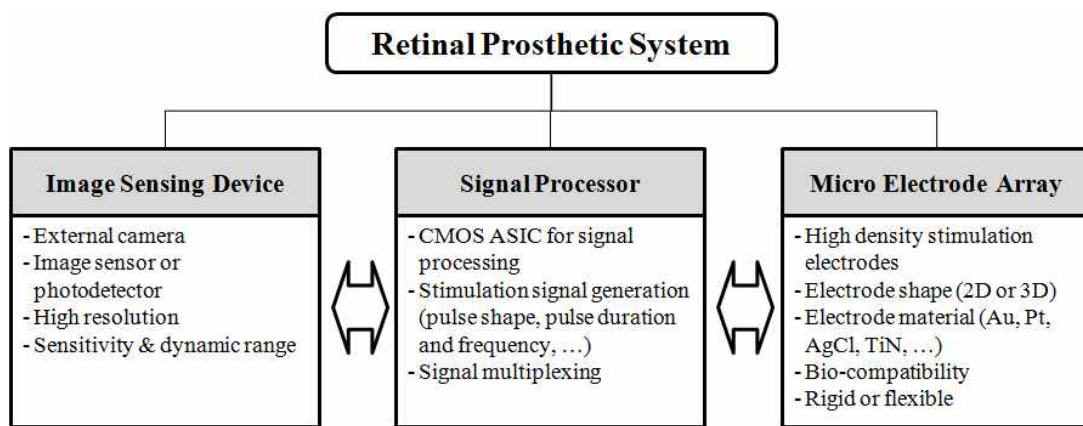 Retinal Prosthetic System
Image Sensing Device
- External camera
- Image sensor or
photodetector
- High resolution
- Sensitivity & dynamic range
Signal Processor
- CMOS ASIC for signal
processing
- Stimulation signal generation
(pulse shape, pulse duration
and frequency, …)
- Signal multiplexing
Micro Electrode Array
- High density stimulation
electrodes
- Electrode shape (2D or 3D)
- Electrode material (Au, Pt,
AgCl, TiN, …)
- Bio-compatibility
- Rigid or flexible